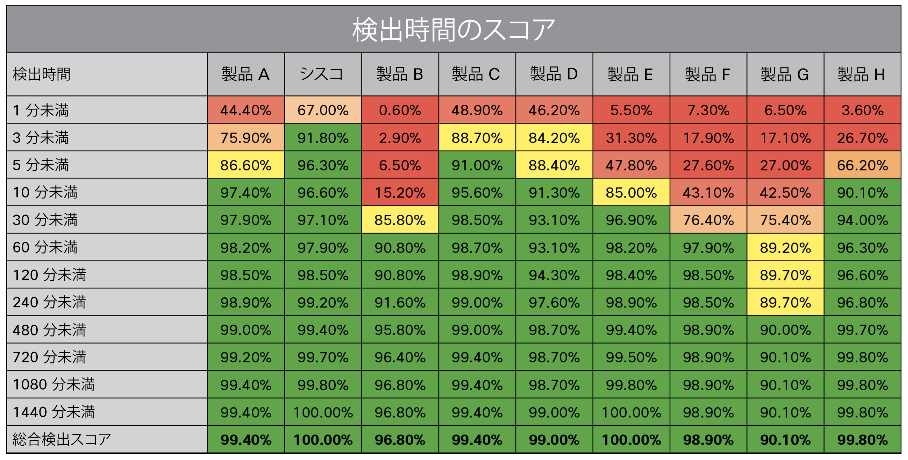 検出時間のスコア
検出時間 製品 A シスコ 製品 B 製品 C 製品 D 製品 E 製品 F 製品 G 製品 H
1 分未満 44.40% 67.00% 0.60% 48.90% 46.20% 5.50% 7.30% 6.50% 3.60%
3 分未満 75.90% 91.80% 2.90% 88.70% 84.20% 31.30% 17.90% 17.10% 26.70%
5 分未満 86.60% 96.30% 6.50% 91.00% 88.40% 47.80% 27.60% 27.00% 66.20%
10 分未満 97.40% 96.60% 15.20% 95.60% 91.30% 85.00% 43.10% 42.50% 90.10%
30 分未満 97.90% 97.10% 85.80% 98.50% 93.10% 96.90% 76.40% 75.40% 94.00%
60 分未満 98.20% 97.90% 90.80% 98.70% 93.10% 98.20% 97.90% 89.20% 96.30%
120 分未満 98.50% 98.50% 90.80% 98.90% 94.30% 98.40% 98.50% 89.70% 96.60%
240 分未満 98.90% 99.20% 91.60% 99.00% 97.60% 98.90% 98.50% 89.70% 96.80%
480 分未満 99.00% 99.40% 95.80% 99.00% 98.70% 99.40% 98.90% 90.00% 99.70%
720 分未満 99.20% 99.70% 96.40% 99.40% 98.70% 99.50% 98.90% 90.10% 99.80%
1080 分未満 99.40% 99.80% 96.80% 99.40% 98.70% 99.80% 98.90% 90.10% 99.80%
1440 分未満 99.40% 100.00% 96.80% 99.40% 99.00% 100.00% 98.90% 90.10% 99.80%
総合検出スコア 99.40% 100.00% 96.80% 99.40% 99.00% 100.00% 98.90% 90.10% 99.80%